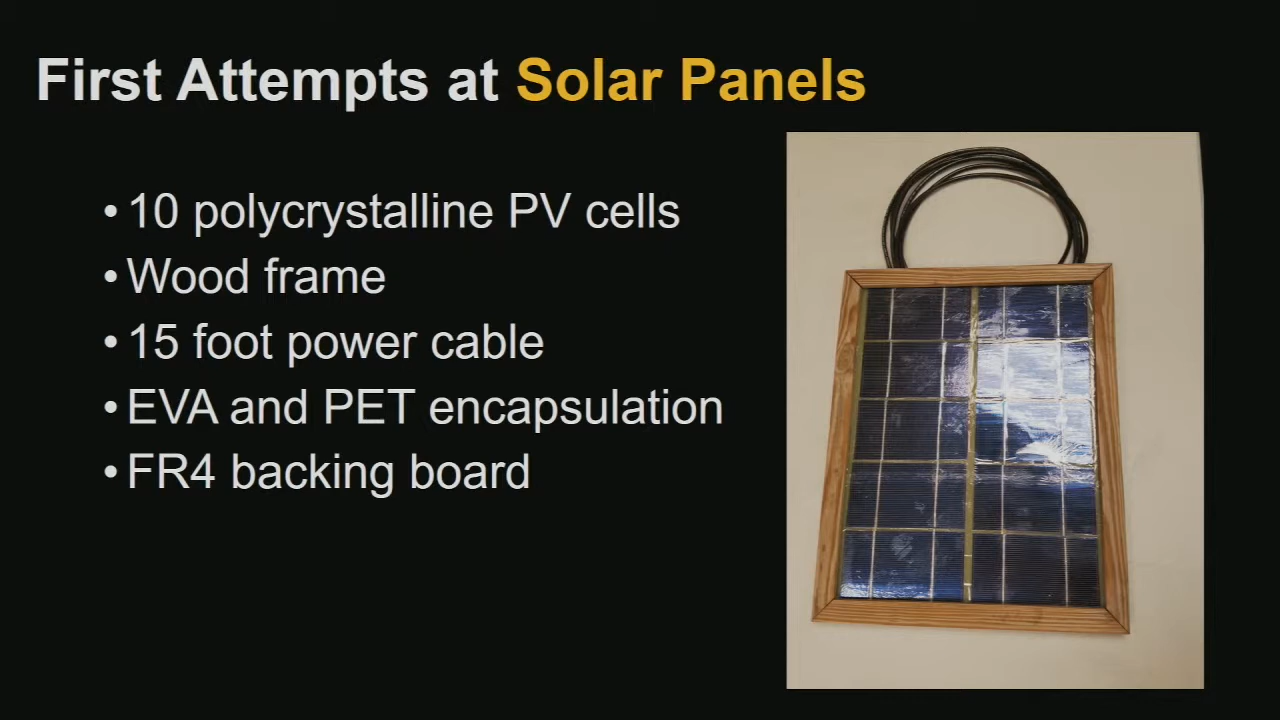 First Attempts at Solar Panels
• 10 polycrystalline PV cells
• Wood frame
• 15 foot power cable
• EVA and PET encapsulation
• FR4 backing board